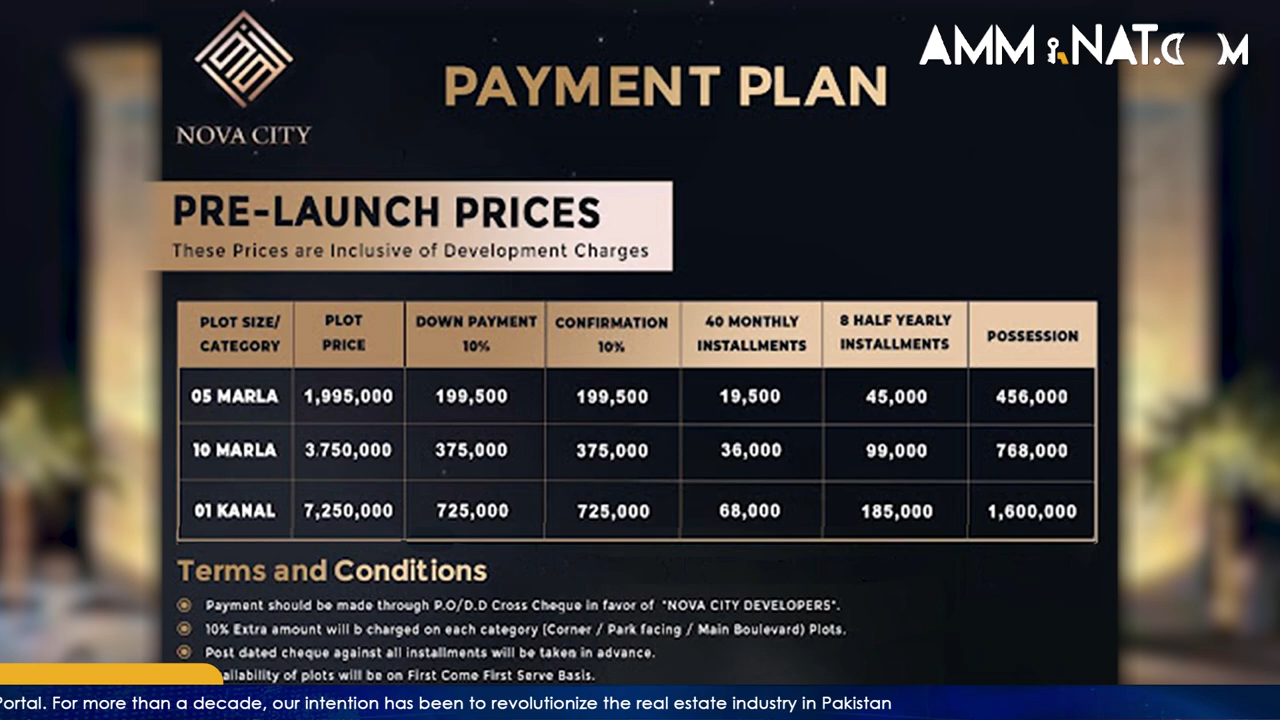 AMM NAT.C M
NOVA CITY
PAYMENT PLAN
PRE-LAUNCH PRICES
These Prices are Inclusive of Development Charges
PLOT SIZE/ CATEGORY PLOT PRICE DOWN PAYMENT 10% CONFIRMATION 10% 40 MONTHLY INSTALLMENTS 8 HALF YEARLY INSTALLMENTS POSSESSION
05 MARLA 1,995,000 199,500 199,500 19,500 45,000 456,000
10 MARLA 3,750,000 375,000 375,000 36,000 99,000 768,000
01 KANAL 7,250,000 725,000 725,000 68,000 185,000 1,600,000
Terms and Conditions
Payment should be made through P.O/D.D Cross Cheque in favor of "NOVA CITY DEVELOPERS".
10% Extra amount will b charged on each category (Corner / Park facing / Main Boulevard) Plots.
Post dated cheque against all installments will be taken in advance.
ailability of plots will be on First Come First Serve Basis.
Portal. For more than a decade, our intention has been to revolutionize the real estate industry in Pakistan